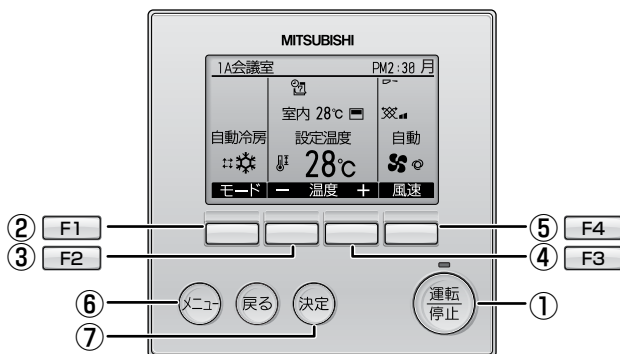 MITSUBISHI
1A会議室 PM2:30 月
室内 28℃
自動冷房 設定温度 自動
28℃
モード － 温度 ＋ 風速
② F1 ⑤ F4
③ F2 ④ F3
⑥ メニュー 戻る 決定 運転 停止 ①
⑦